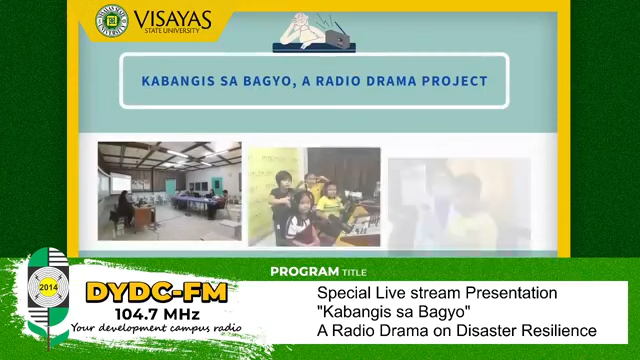 VISAYAS
STATE UNIVERSITY
KABANGIS SA BAGYO, A RADIO DRAMA PROJECT
PROGRAM TITLE
2014
DYDC-FM
104.7 MHz
Your development campus radio
Special Live stream Presentation
"Kabangis sa Bagyo"
A Radio Drama on Disaster Resilience